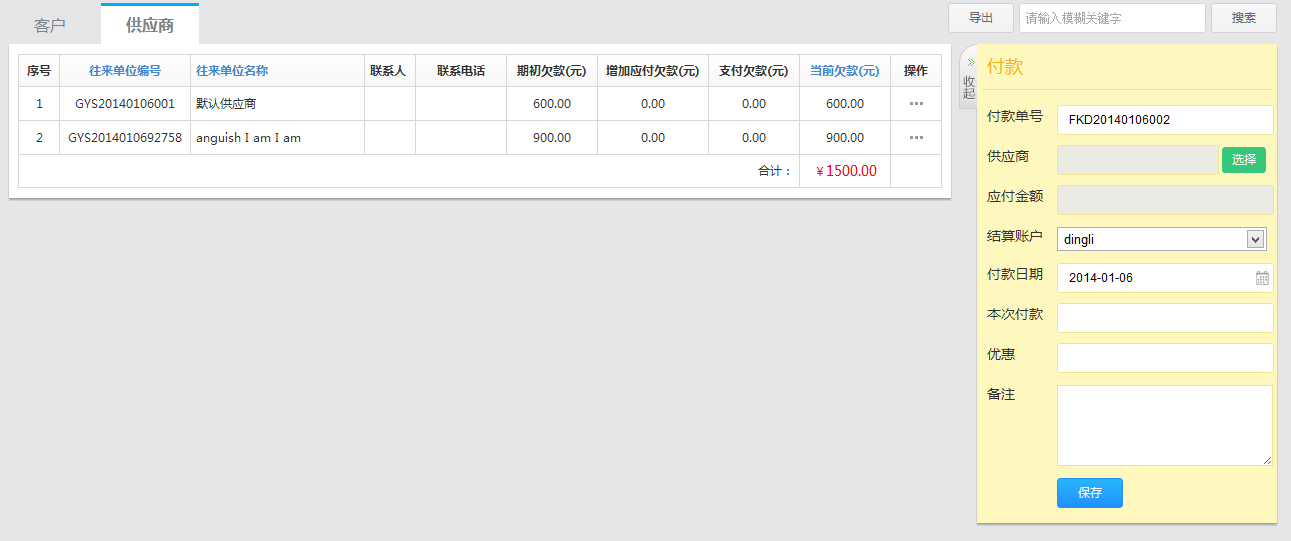 客户 供应商 导出 请输入模糊关键字 搜索
序号 往来单位编号 往来单位名称 联系人 联系电话 期初欠款(元) 增加应付欠款(元) 支付欠款(元) 当前欠款(元) 操作
1 GYS20140106001 默认供应商 600.00 0.00 0.00 600.00 ···
2 GYS2014010692758 anguish I am I am 900.00 0.00 0.00 900.00 ···
合计： ￥1500.00
» 收起
付款
付款单号 FKD20140106002
供应商 选择
应付金额
结算账户 dingli
付款日期 2014-01-06
本次付款
优惠
备注
保存